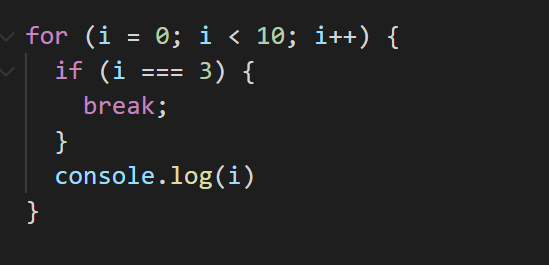 for (i = 0; i < 10; i++) {
  if (i === 3) {
    break;
  }
  console.log(i)
}